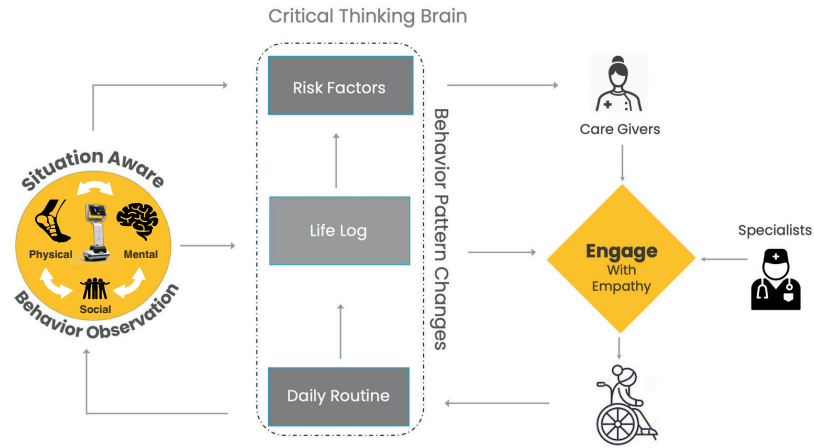 Critical Thinking Brain
Risk Factors
Care Givers
Situation Aware
Life Log
Behavior Pattern Changes
Physical
Mental
Social
Behavior Observation
Engage
With
Empathy
Specialists
Daily Routine